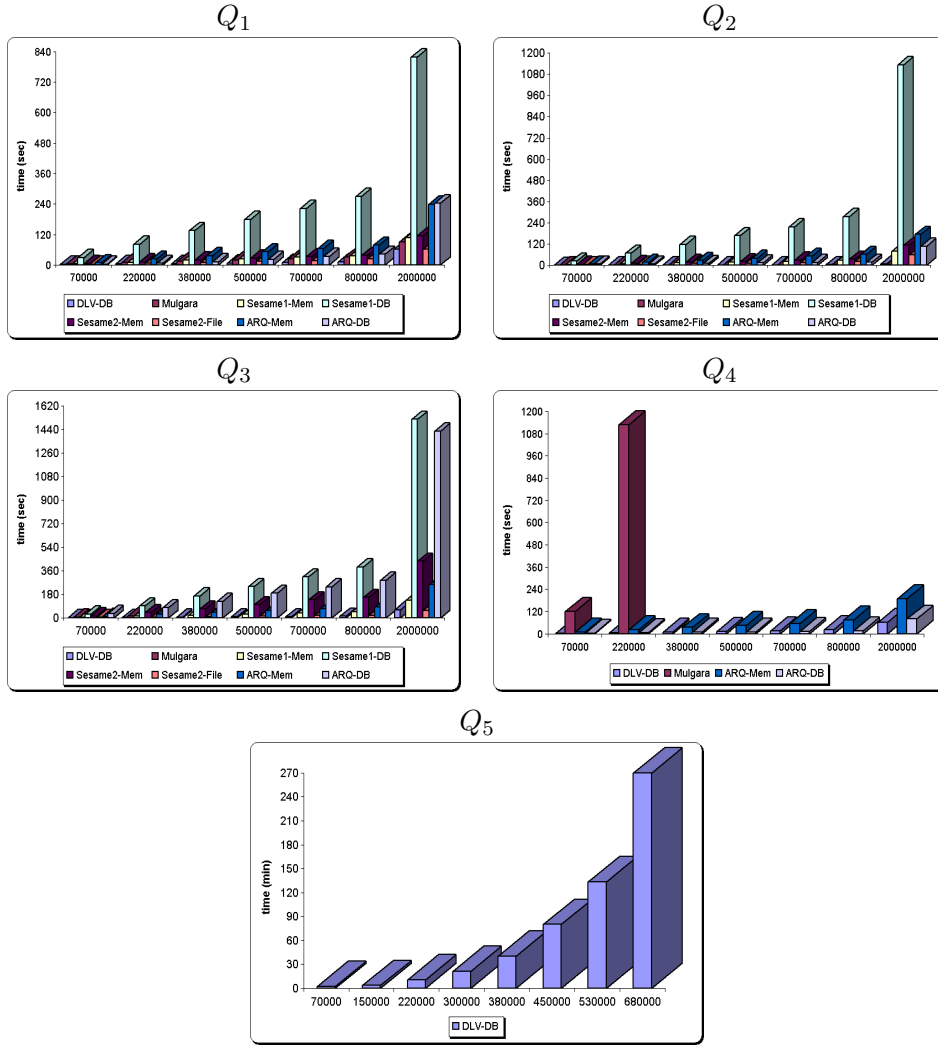 Q1
Q2
840
720
600
480
360
240
120
0
time (sec)
70000 220000 380000 500000 700000 800000 2000000
DLV-DB Mulgara Sesame1-Mem Sesame1-DB
Sesame2-Mem Sesame2-File ARQ-Mem ARQ-DB
1200
1080
960
840
720
600
480
360
240
120
0
time (sec)
70000 220000 380000 500000 700000 800000 2000000
DLV-DB Mulgara Sesame1-Mem Sesame1-DB
Sesame2-Mem Sesame2-File ARQ-Mem ARQ-DB
Q3
Q4
1620
1440
1260
1080
900
720
540
360
180
0
time (sec)
70000 220000 380000 500000 700000 800000 2000000
DLV-DB Mulgara Sesame1-Mem Sesame1-DB
Sesame2-Mem Sesame2-File ARQ-Mem ARQ-DB
1200
1080
960
840
720
600
480
360
240
120
0
time (sec)
70000 220000 380000 500000 700000 800000 2000000
DLV-DB Mulgara ARQ-Mem ARQ-DB
Q5
270
240
210
180
150
120
90
60
30
0
time (min)
70000 150000 220000 300000 380000 450000 530000 680000
DLV-DB